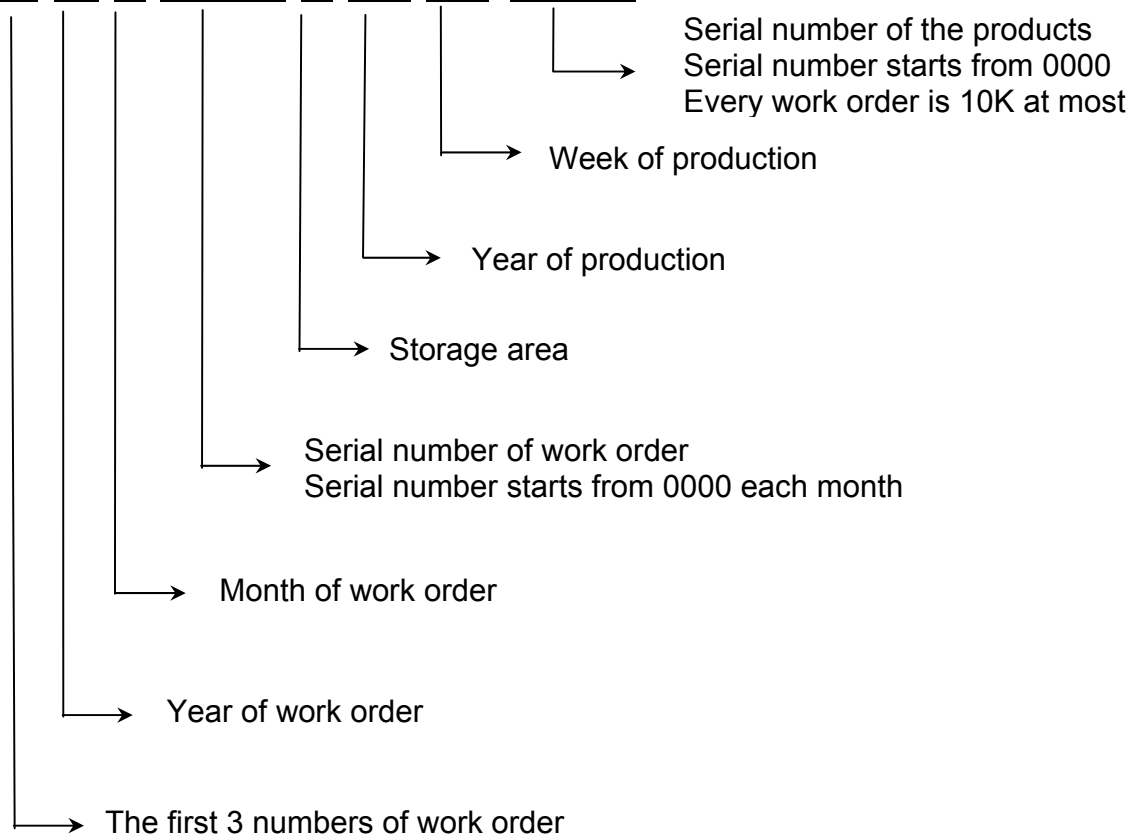 Serial number of the products
Serial number starts from 0000
Every work order is 10K at most
Week of production
Year of production
Storage area
Serial number of work order
Serial number starts from 0000 each month
Month of work order
Year of work order
The first 3 numbers of work order